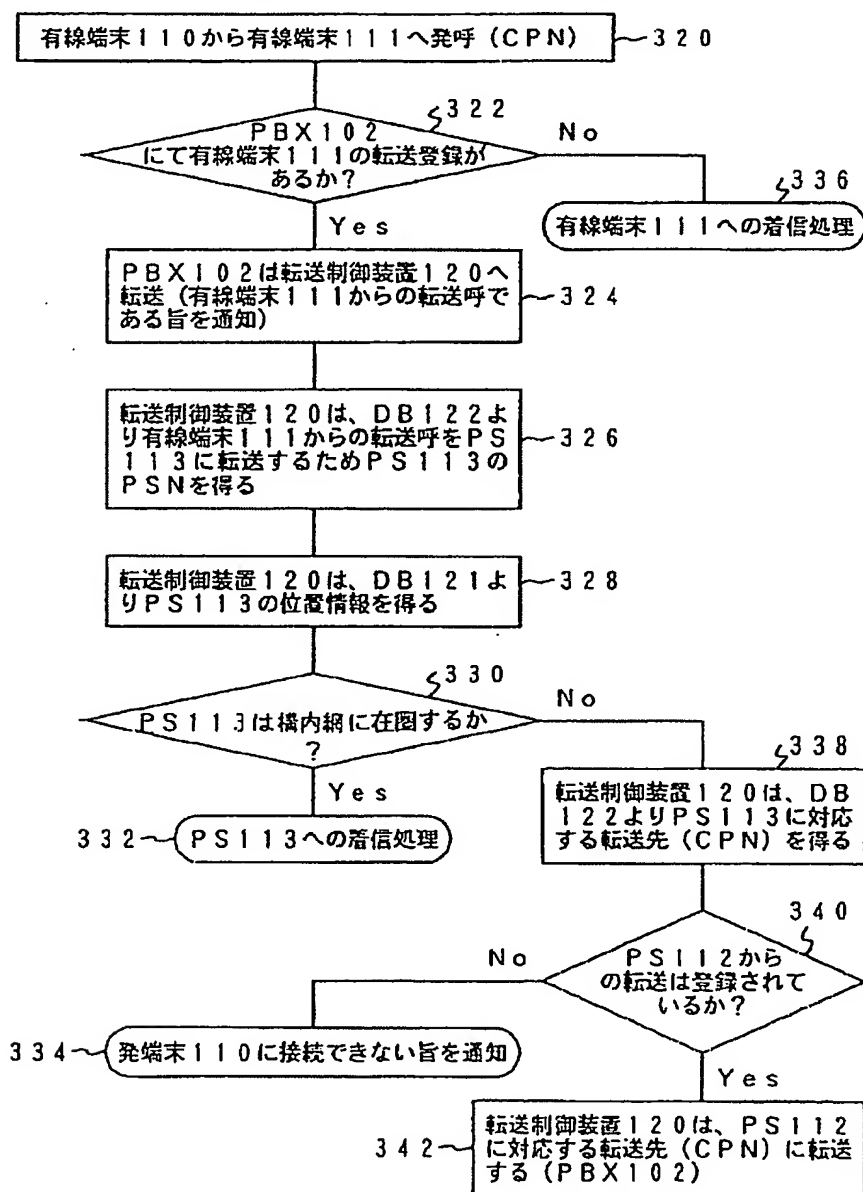 有線端末110から有線端末111へ発呼（CPN）
320
322
PBX102
にて有線端末111の転送登録が
あるか？
No
336
有線端末111への着信処理
Yes
PBX102は転送制御装置120へ
転送（有線端末111からの転送呼で
ある旨を通知）
324
転送制御装置120は、DB122よ
り有線端末111からの転送呼をPS
113に転送するためPS113の
PSNを得る
326
転送制御装置120は、DB121よ
りPS113の位置情報を得る
328
330
PS113は構内網に在圏するか
？
No
Yes
332
PS113への着信処理
338
転送制御装置120は、DB
122よりPS113に対応
する転送先（CPN）を得る
340
PS112から
の転送は登録されて
いるか？
No
334
発端末110に接続できない旨を通知
Yes
342
転送制御装置120は、PS112
に対応する転送先（CPN）に転送
する（PBX102）